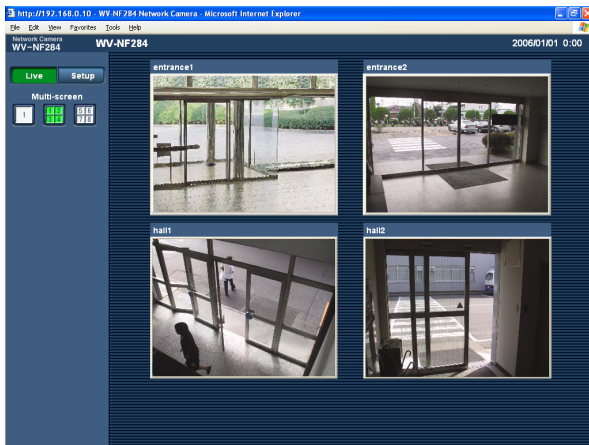 http://192.168.0.10 - WV-NF284 Network Camera - Microsoft Internet Explorer
File Edit View Favorites Tools Help
Network Camera
WV-NF284
WV-NF284
2006/01/01 0:00
Live Setup
Multi-screen
1 1 2 3 4 5 6 7 8
entrance1
entrance2
hall1
hall2